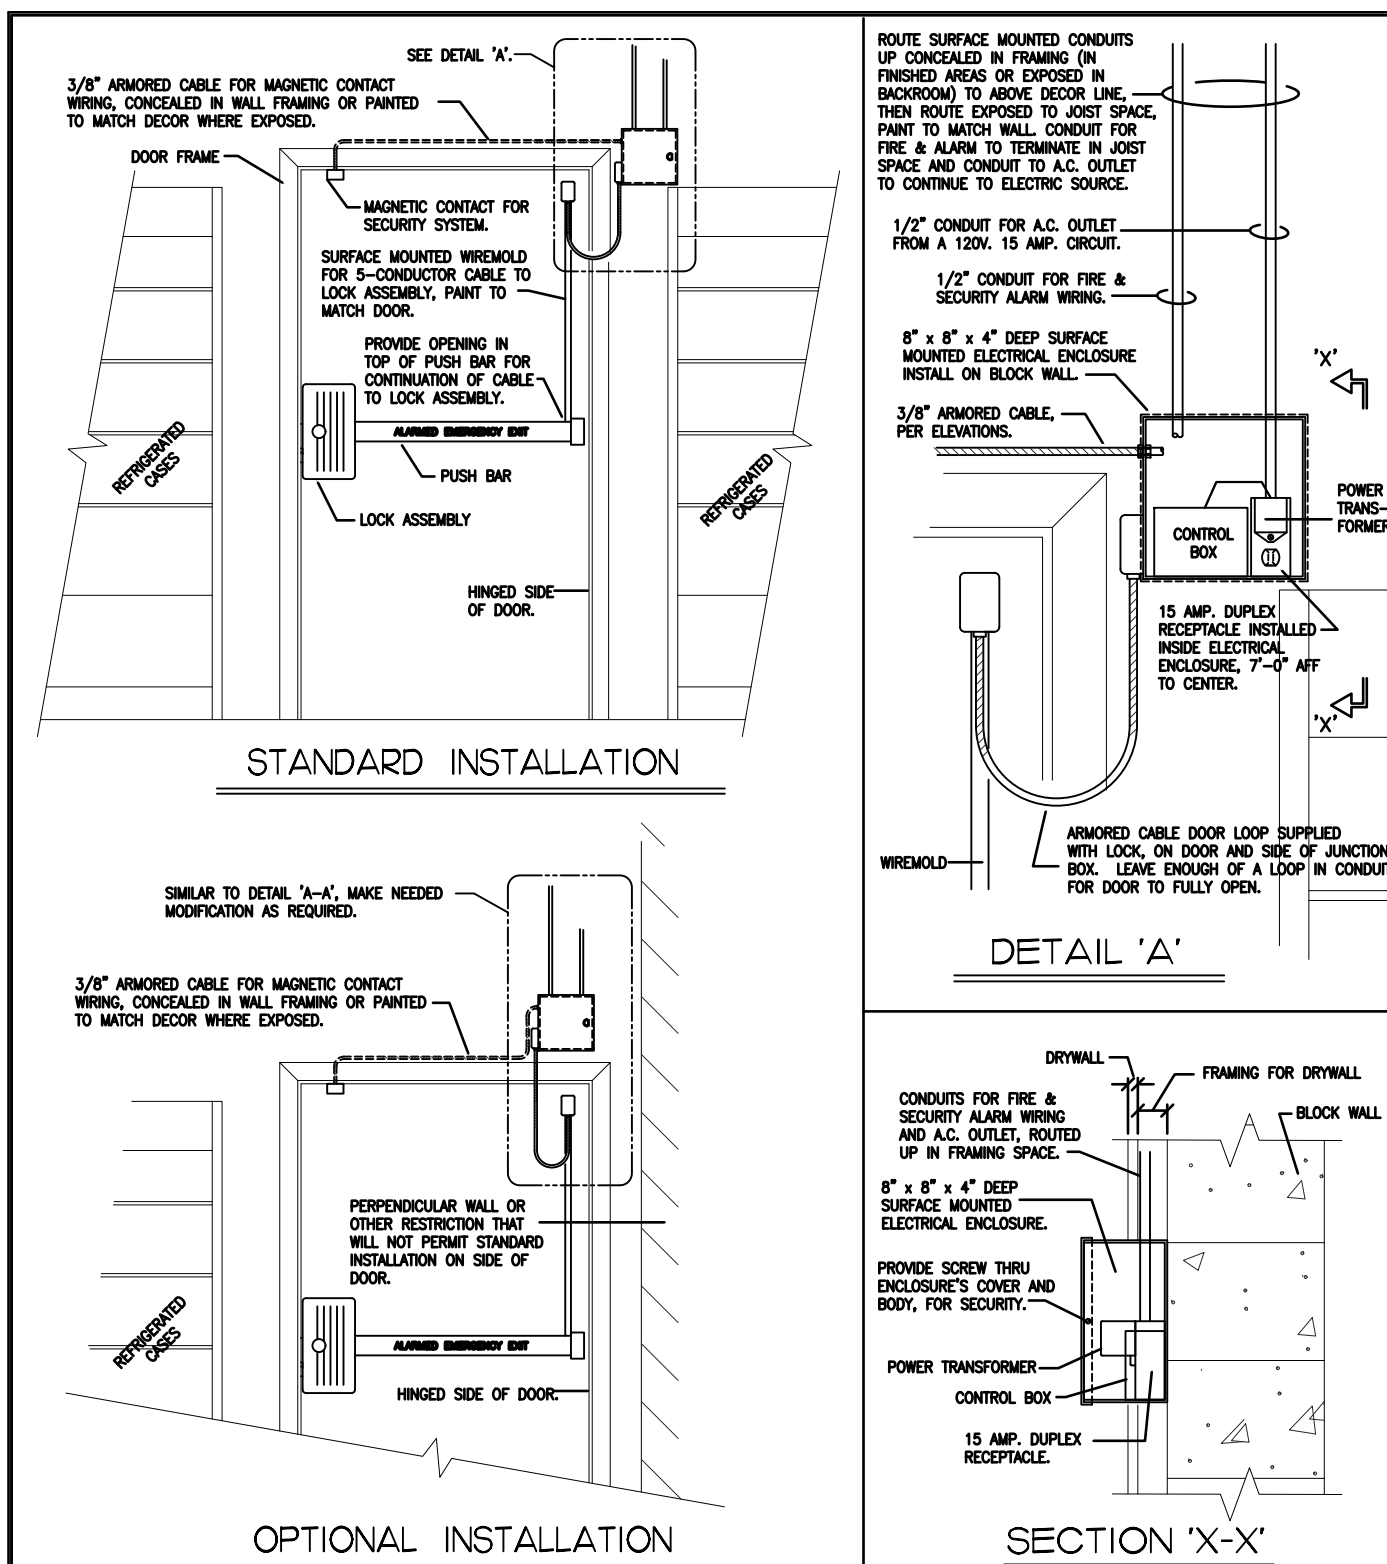 SEE DETAIL 'A'.
3/8" ARMORED CABLE FOR MAGNETIC CONTACT
WIRING, CONCEALED IN WALL FRAMING OR PAINTED
TO MATCH DECOR WHERE EXPOSED.
DOOR FRAME
MAGNETIC CONTACT FOR
SECURITY SYSTEM.
SURFACE MOUNTED WIREMOLD
FOR 5-CONDUCTOR CABLE TO
LOCK ASSEMBLY, PAINT TO
MATCH DOOR.
PROVIDE OPENING IN
TOP OF PUSH BAR FOR
CONTINUATION OF CABLE
TO LOCK ASSEMBLY.
ALARMED EMERGENCY EXIT
REFRIGERATED
CASES
PUSH BAR
LOCK ASSEMBLY
REFRIGERATED
CASES
HINGED SIDE
OF DOOR.
STANDARD INSTALLATION
SIMILAR TO DETAIL 'A-A', MAKE NEEDED
MODIFICATION AS REQUIRED.
3/8" ARMORED CABLE FOR MAGNETIC CONTACT
WIRING, CONCEALED IN WALL FRAMING OR PAINTED
TO MATCH DECOR WHERE EXPOSED.
PERPENDICULAR WALL OR
OTHER RESTRICTION THAT
WILL NOT PERMIT STANDARD
INSTALLATION ON SIDE OF
DOOR.
REFRIGERATED
CASES
ALARMED EMERGENCY EXIT
HINGED SIDE OF DOOR.
OPTIONAL INSTALLATION
ROUTE SURFACE MOUNTED CONDUITS
UP CONCEALED IN FRAMING (IN
FINISHED AREAS OR EXPOSED IN
BACKROOM) TO ABOVE DECOR LINE,
THEN ROUTE EXPOSED TO JOIST SPACE,
PAINT TO MATCH WALL. CONDUIT FOR
FIRE & ALARM TO TERMINATE IN JOIST
SPACE AND CONDUIT TO A.C. OUTLET
TO CONTINUE TO ELECTRIC SOURCE.
1/2" CONDUIT FOR A.C. OUTLET
FROM A 120V. 15 AMP. CIRCUIT.
1/2" CONDUIT FOR FIRE &
SECURITY ALARM WIRING.
8" x 8" x 4" DEEP SURFACE
MOUNTED ELECTRICAL ENCLOSURE
INSTALL ON BLOCK WALL.
'X'
3/8" ARMORED CABLE,
PER ELEVATIONS.
POWER
TRANS-
FORMER
CONTROL
BOX
15 AMP. DUPLEX
RECEPTACLE INSTALLED
INSIDE ELECTRICAL
ENCLOSURE, 7'-0" AFF
TO CENTER.
'X'
WIREMOLD
ARMORED CABLE DOOR LOOP SUPPLIED
WITH LOCK, ON DOOR AND SIDE OF JUNCTION
BOX. LEAVE ENOUGH OF A LOOP IN CONDUIT
FOR DOOR TO FULLY OPEN.
DETAIL 'A'
DRYWALL
FRAMING FOR DRYWALL
CONDUITS FOR FIRE &
SECURITY ALARM WIRING
AND A.C. OUTLET, ROUTED
UP IN FRAMING SPACE.
BLOCK WALL
8" x 8" x 4" DEEP
SURFACE MOUNTED
ELECTRICAL ENCLOSURE.
PROVIDE SCREW THRU
ENCLOSURE'S COVER AND
BODY, FOR SECURITY.
POWER TRANSFORMER
CONTROL BOX
15 AMP. DUPLEX
RECEPTACLE.
SECTION 'X-X'